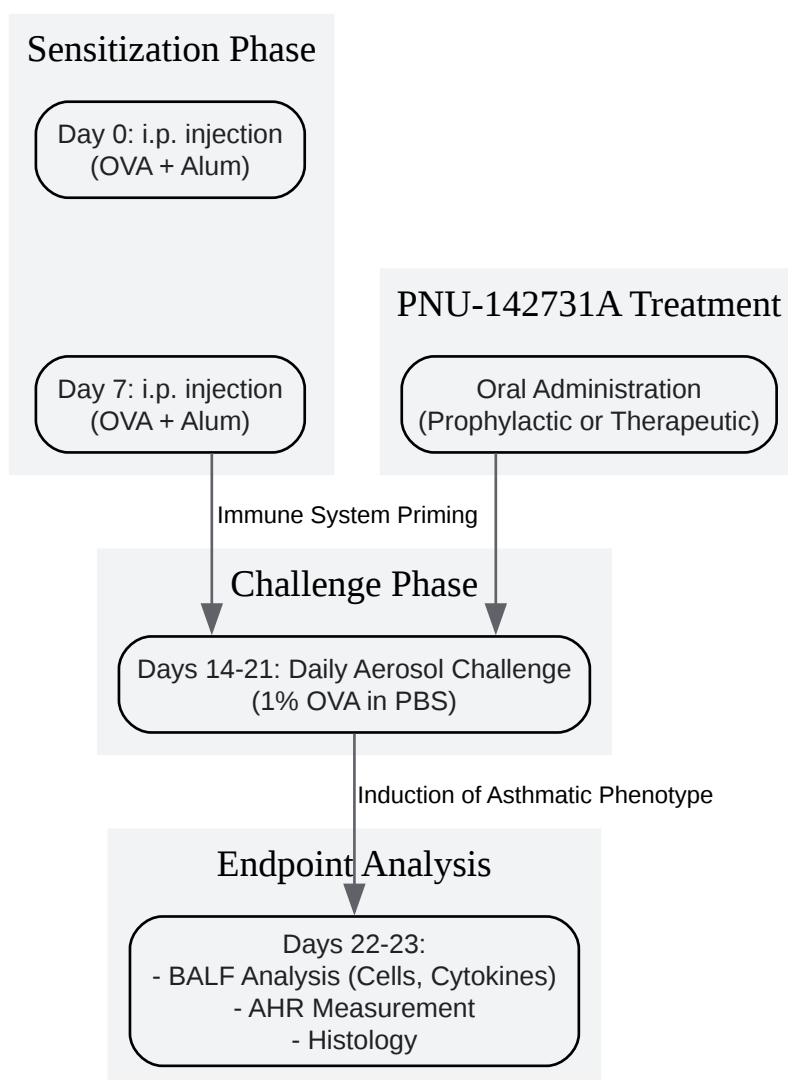 Sensitization Phase
Day 0: i.p. injection
(OVA + Alum)
PNU-142731A Treatment
Day 7: i.p. injection
(OVA + Alum)
Oral Administration
(Prophylactic or Therapeutic)
Immune System Priming
Challenge Phase
Days 14-21: Daily Aerosol Challenge
(1% OVA in PBS)
Induction of Asthmatic Phenotype
Endpoint Analysis
Days 22-23:
- BALF Analysis (Cells, Cytokines)
- AHR Measurement
- Histology